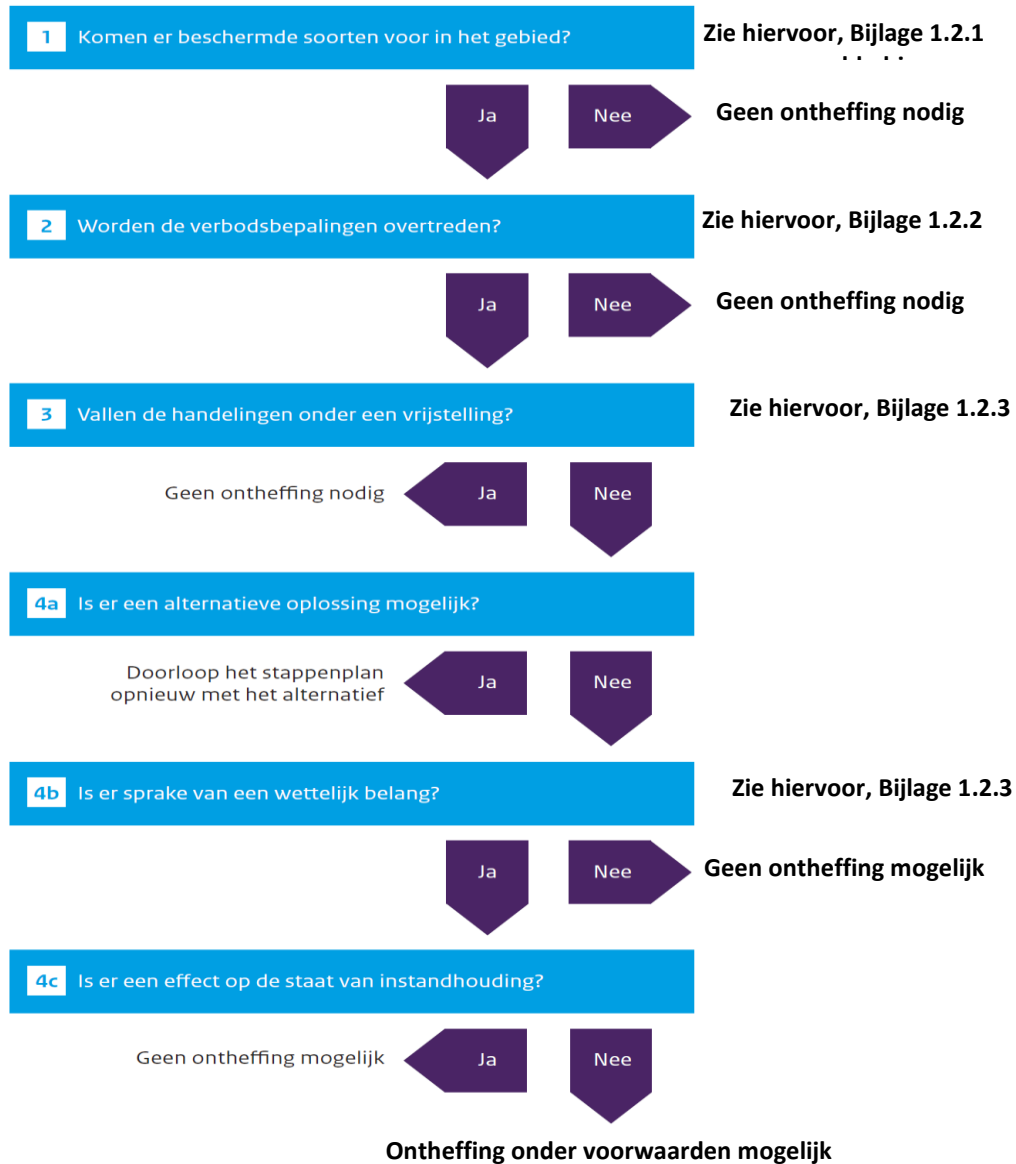 1 Komen er beschermde soorten voor in het gebied?
Zie hiervoor, Bijlage 1.2.1
Ja
Nee
Geen ontheffing nodig
2 Worden de verbodsbepalingen overtreden?
Zie hiervoor, Bijlage 1.2.2
Ja
Nee
Geen ontheffing nodig
3 Vallen de handelingen onder een vrijstelling?
Zie hiervoor, Bijlage 1.2.3
Geen ontheffing nodig
Ja
Nee
4a Is er een alternatieve oplossing mogelijk?
Doorloop het stappenplan
opnieuw met het alternatief
Ja
Nee
4b Is er sprake van een wettelijk belang?
Zie hiervoor, Bijlage 1.2.3
Ja
Nee
Geen ontheffing mogelijk
4c Is er een effect op de staat van instandhouding?
Geen ontheffing mogelijk
Ja
Nee
Ontheffing onder voorwaarden mogelijk